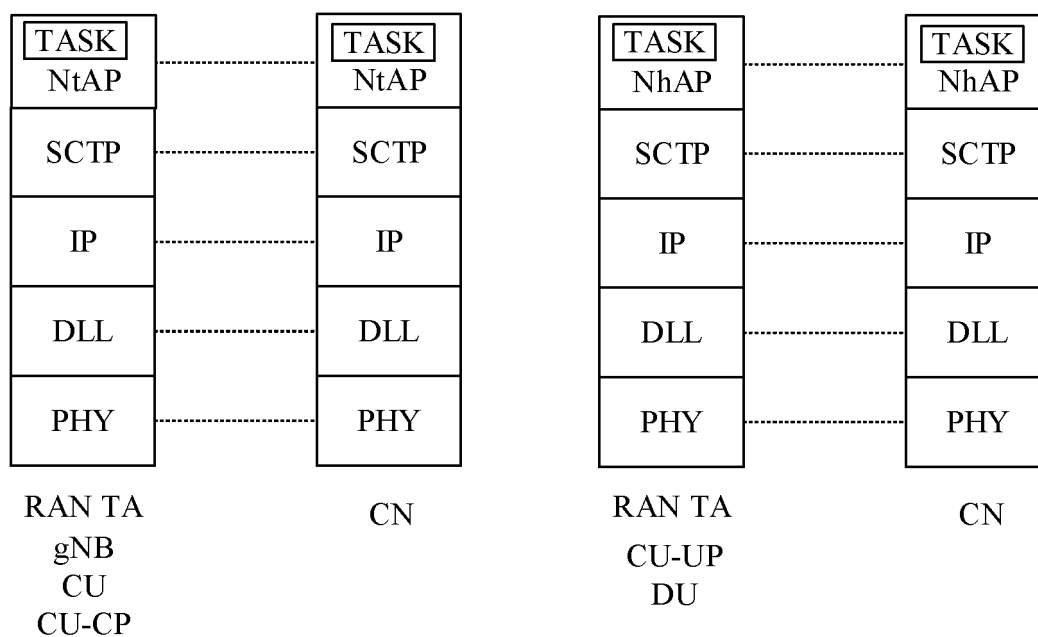 TASK
NtAP
SCTP
IP
DLL
PHY
RAN TA
gNB
CU
CU-CP
TASK
NtAP
SCTP
IP
DLL
PHY
CN
TASK
NhAP
SCTP
IP
DLL
PHY
RAN TA
CU-UP
DU
TASK
NhAP
SCTP
IP
DLL
PHY
CN